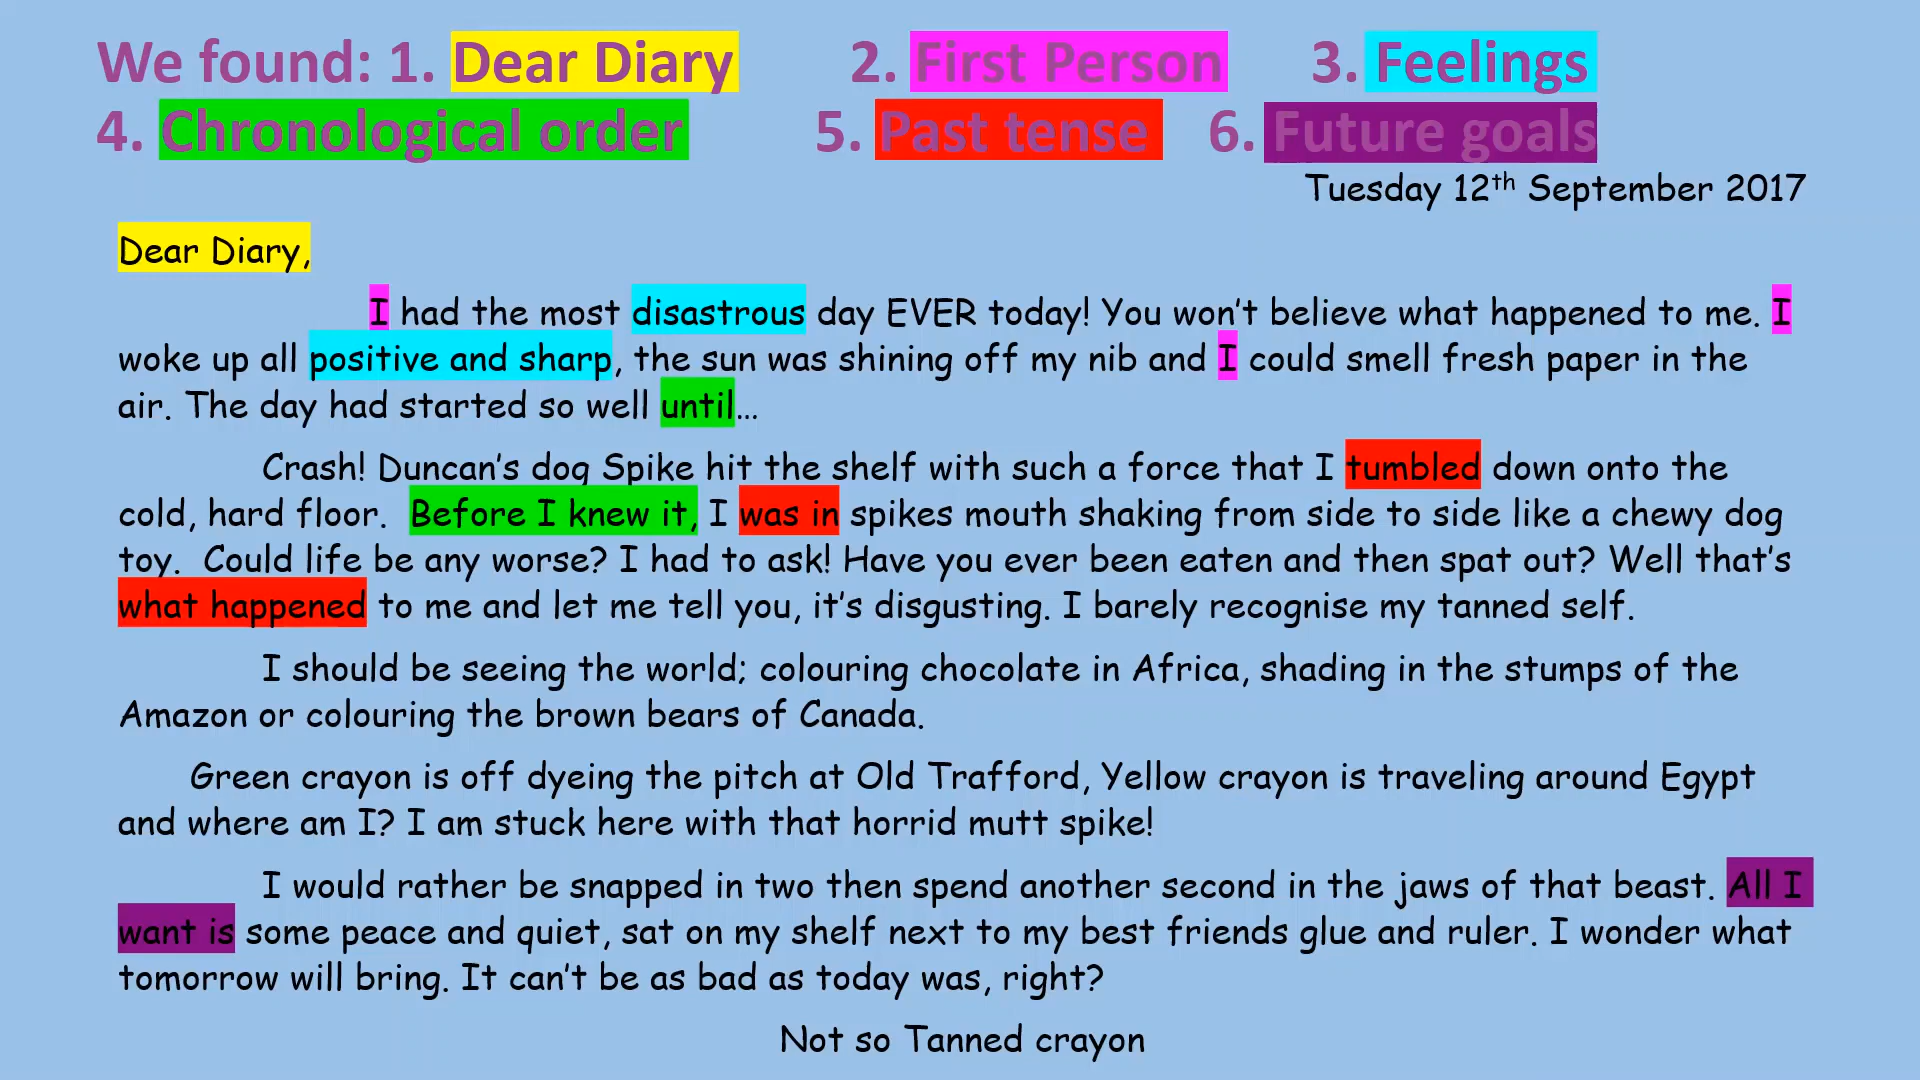 We found: 1. Dear Diary 2. First Person 3. Feelings
4. Chronological order 5. Past tense 6. Future goals
Tuesday 12th September 2017
Dear Diary,
I had the most disastrous day EVER today! You won't believe what happened to me. I
woke up all positive and sharp, the sun was shining off my nib and I could smell fresh paper in the
air. The day had started so well until...
Crash! Duncan's dog Spike hit the shelf with such a force that I tumbled down onto the
cold, hard floor. Before I knew it, I was in spikes mouth shaking from side to side like a chewy dog
toy. Could life be any worse? I had to ask! Have you ever been eaten and then spat out? Well that's
what happened to me and let me tell you, it's disgusting. I barely recognise my tanned self.
I should be seeing the world; colouring chocolate in Africa, shading in the stumps of the
Amazon or colouring the brown bears of Canada.
Green crayon is off dyeing the pitch at Old Trafford, Yellow crayon is traveling around Egypt
and where am I? I am stuck here with that horrid mutt spike!
I would rather be snapped in two then spend another second in the jaws of that beast. All I
want is some peace and quiet, sat on my shelf next to my best friends glue and ruler. I wonder what
tomorrow will bring. It can't be as bad as today was, right?
Not so Tanned crayon